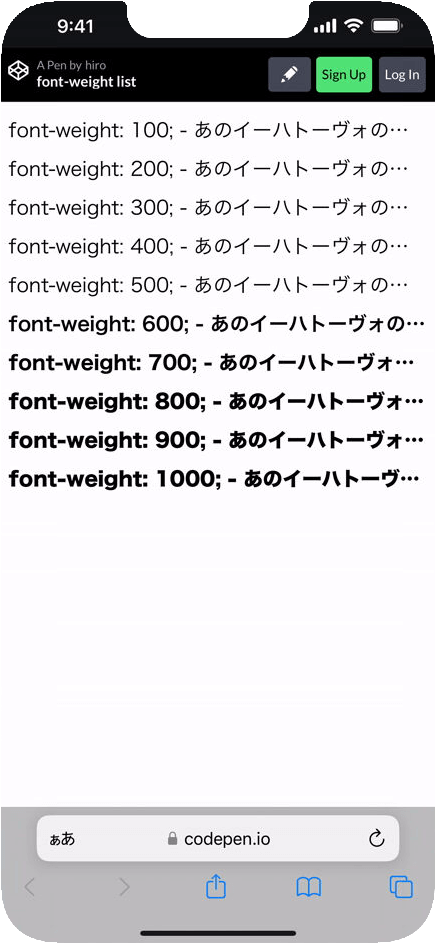 9:41
A Pen by hiro
font-weight list
Sign Up
Log In
font-weight: 100; - あのイーハトーヴォの…
font-weight: 200; - あのイーハトーヴォの…
font-weight: 300; - あのイーハトーヴォの…
font-weight: 400; - あのイーハトーヴォの…
font-weight: 500; - あのイーハトーヴォの…
font-weight: 600; - あのイーハトーヴォの…
font-weight: 700; - あのイーハトーヴォ…
font-weight: 800; - あのイーハトーヴォ…
font-weight: 900; - あのイーハトーヴォ…
font-weight: 1000; - あのイーハトーヴ…
ぁあ codepen.io